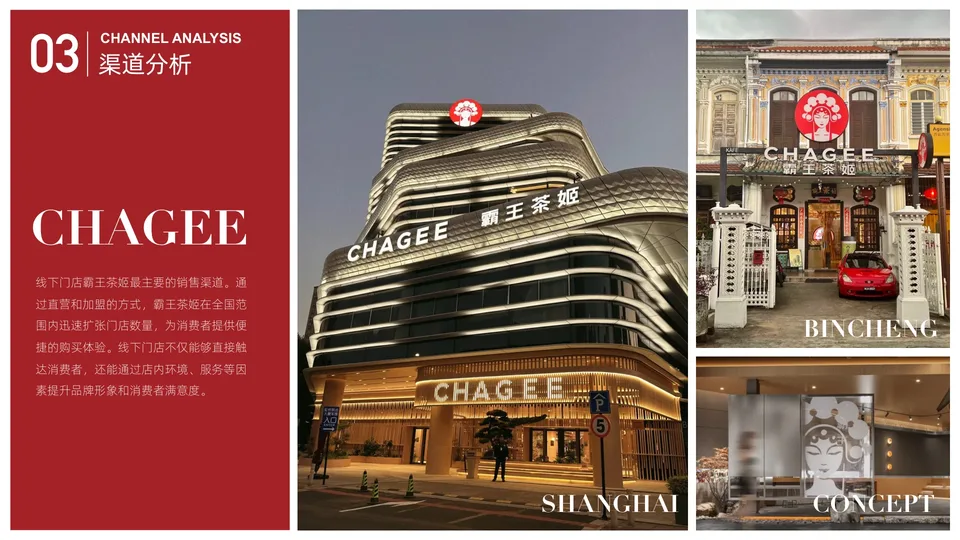 03
CHANNEL ANALYSIS
渠道分析
CHAGEE
线下门店霸王茶姬最主要的销售渠道。通
过直营和加盟的方式，霸王茶姬在全国范
围内迅速扩张门店数量，为消费者提供便
捷的购买体验。线下门店不仅能够直接触
达消费者，还能通过店内环境、服务等因
素提升品牌形象和消费者满意度。
CHAGEE 霸王茶姬
CHAGEE
入口
P
5
SHANGHAI
CHAGEE
霸王茶姬
BINCHENG
CONCEPT